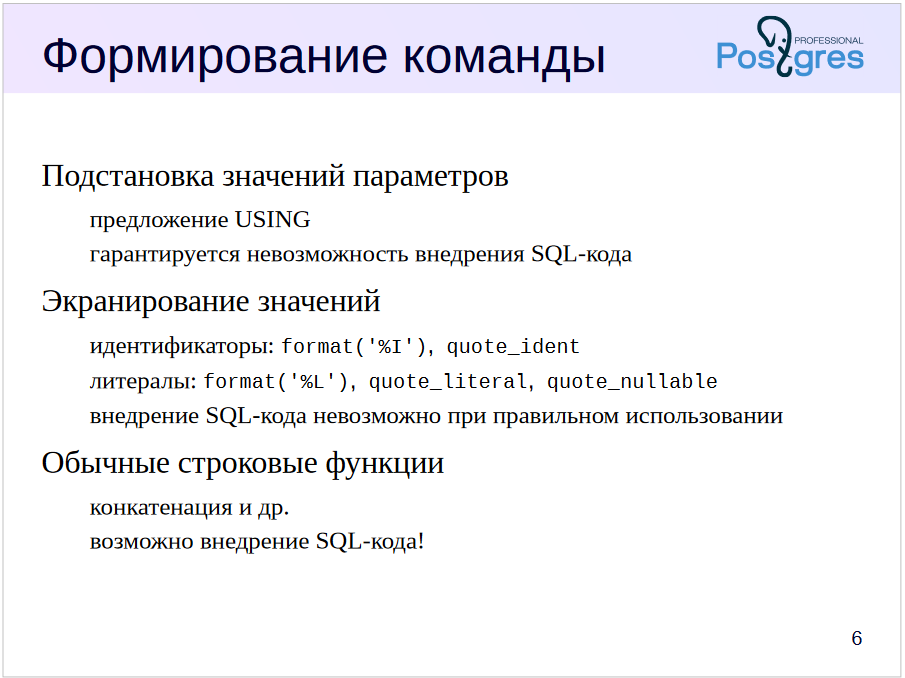 Формирование команды
PROFESSIONAL
Postgres
Подстановка значений параметров
предложение USING
гарантируется невозможность внедрения SQL-кода
Экранирование значений
идентификаторы: format('%I'), quote_ident
литералы: format('%L'), quote_literal, quote_nullable
внедрение SQL-кода невозможно при правильном использовании
Обычные строковые функции
конкатенация и др.
возможно внедрение SQL-кода!
6